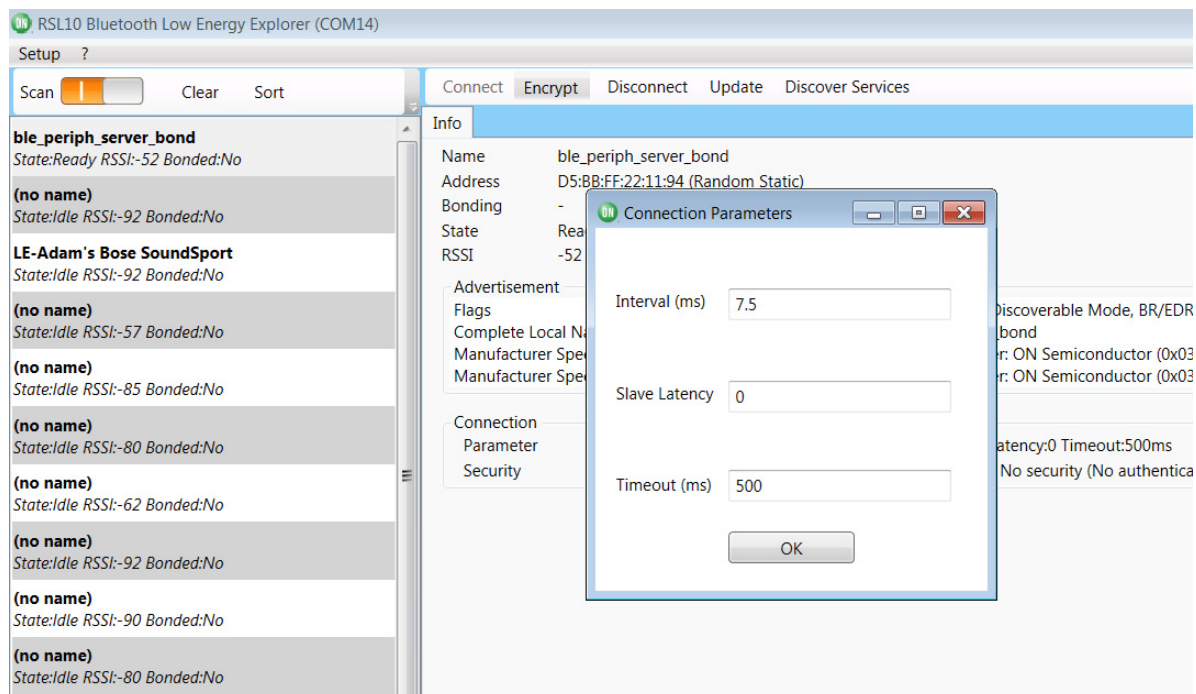 ON RSL10 Bluetooth Low Energy Explorer (COM14)
Setup ?
Scan Clear Sort
ble_periph_server_bond
State:Ready RSSI:-52 Bonded:No
(no name)
State:Idle RSSI:-92 Bonded:No
LE-Adam's Bose SoundSport
State:Idle RSSI:-92 Bonded:No
(no name)
State:Idle RSSI:-57 Bonded:No
(no name)
State:Idle RSSI:-85 Bonded:No
(no name)
State:Idle RSSI:-80 Bonded:No
(no name)
State:Idle RSSI:-62 Bonded:No
(no name)
State:Idle RSSI:-92 Bonded:No
(no name)
State:Idle RSSI:-90 Bonded:No
(no name)
State:Idle RSSI:-80 Bonded:No
Connect Encrypt Disconnect Update Discover Services
Info
Name ble_periph_server_bond
Address D5:BB:FF:22:11:94 (Random Static)
Bonding -
State Rea
RSSI -52
Advertisement
Flags Discoverable Mode, BR/EDR
Complete Local Na _bond
Manufacturer Spe r: ON Semiconductor (0x03
Manufacturer Spe r: ON Semiconductor (0x03
Connection
Parameter atency:0 Timeout:500ms
Security No security (No authentica
ON Connection Parameters
Interval (ms) 7.5
Slave Latency 0
Timeout (ms) 500
OK